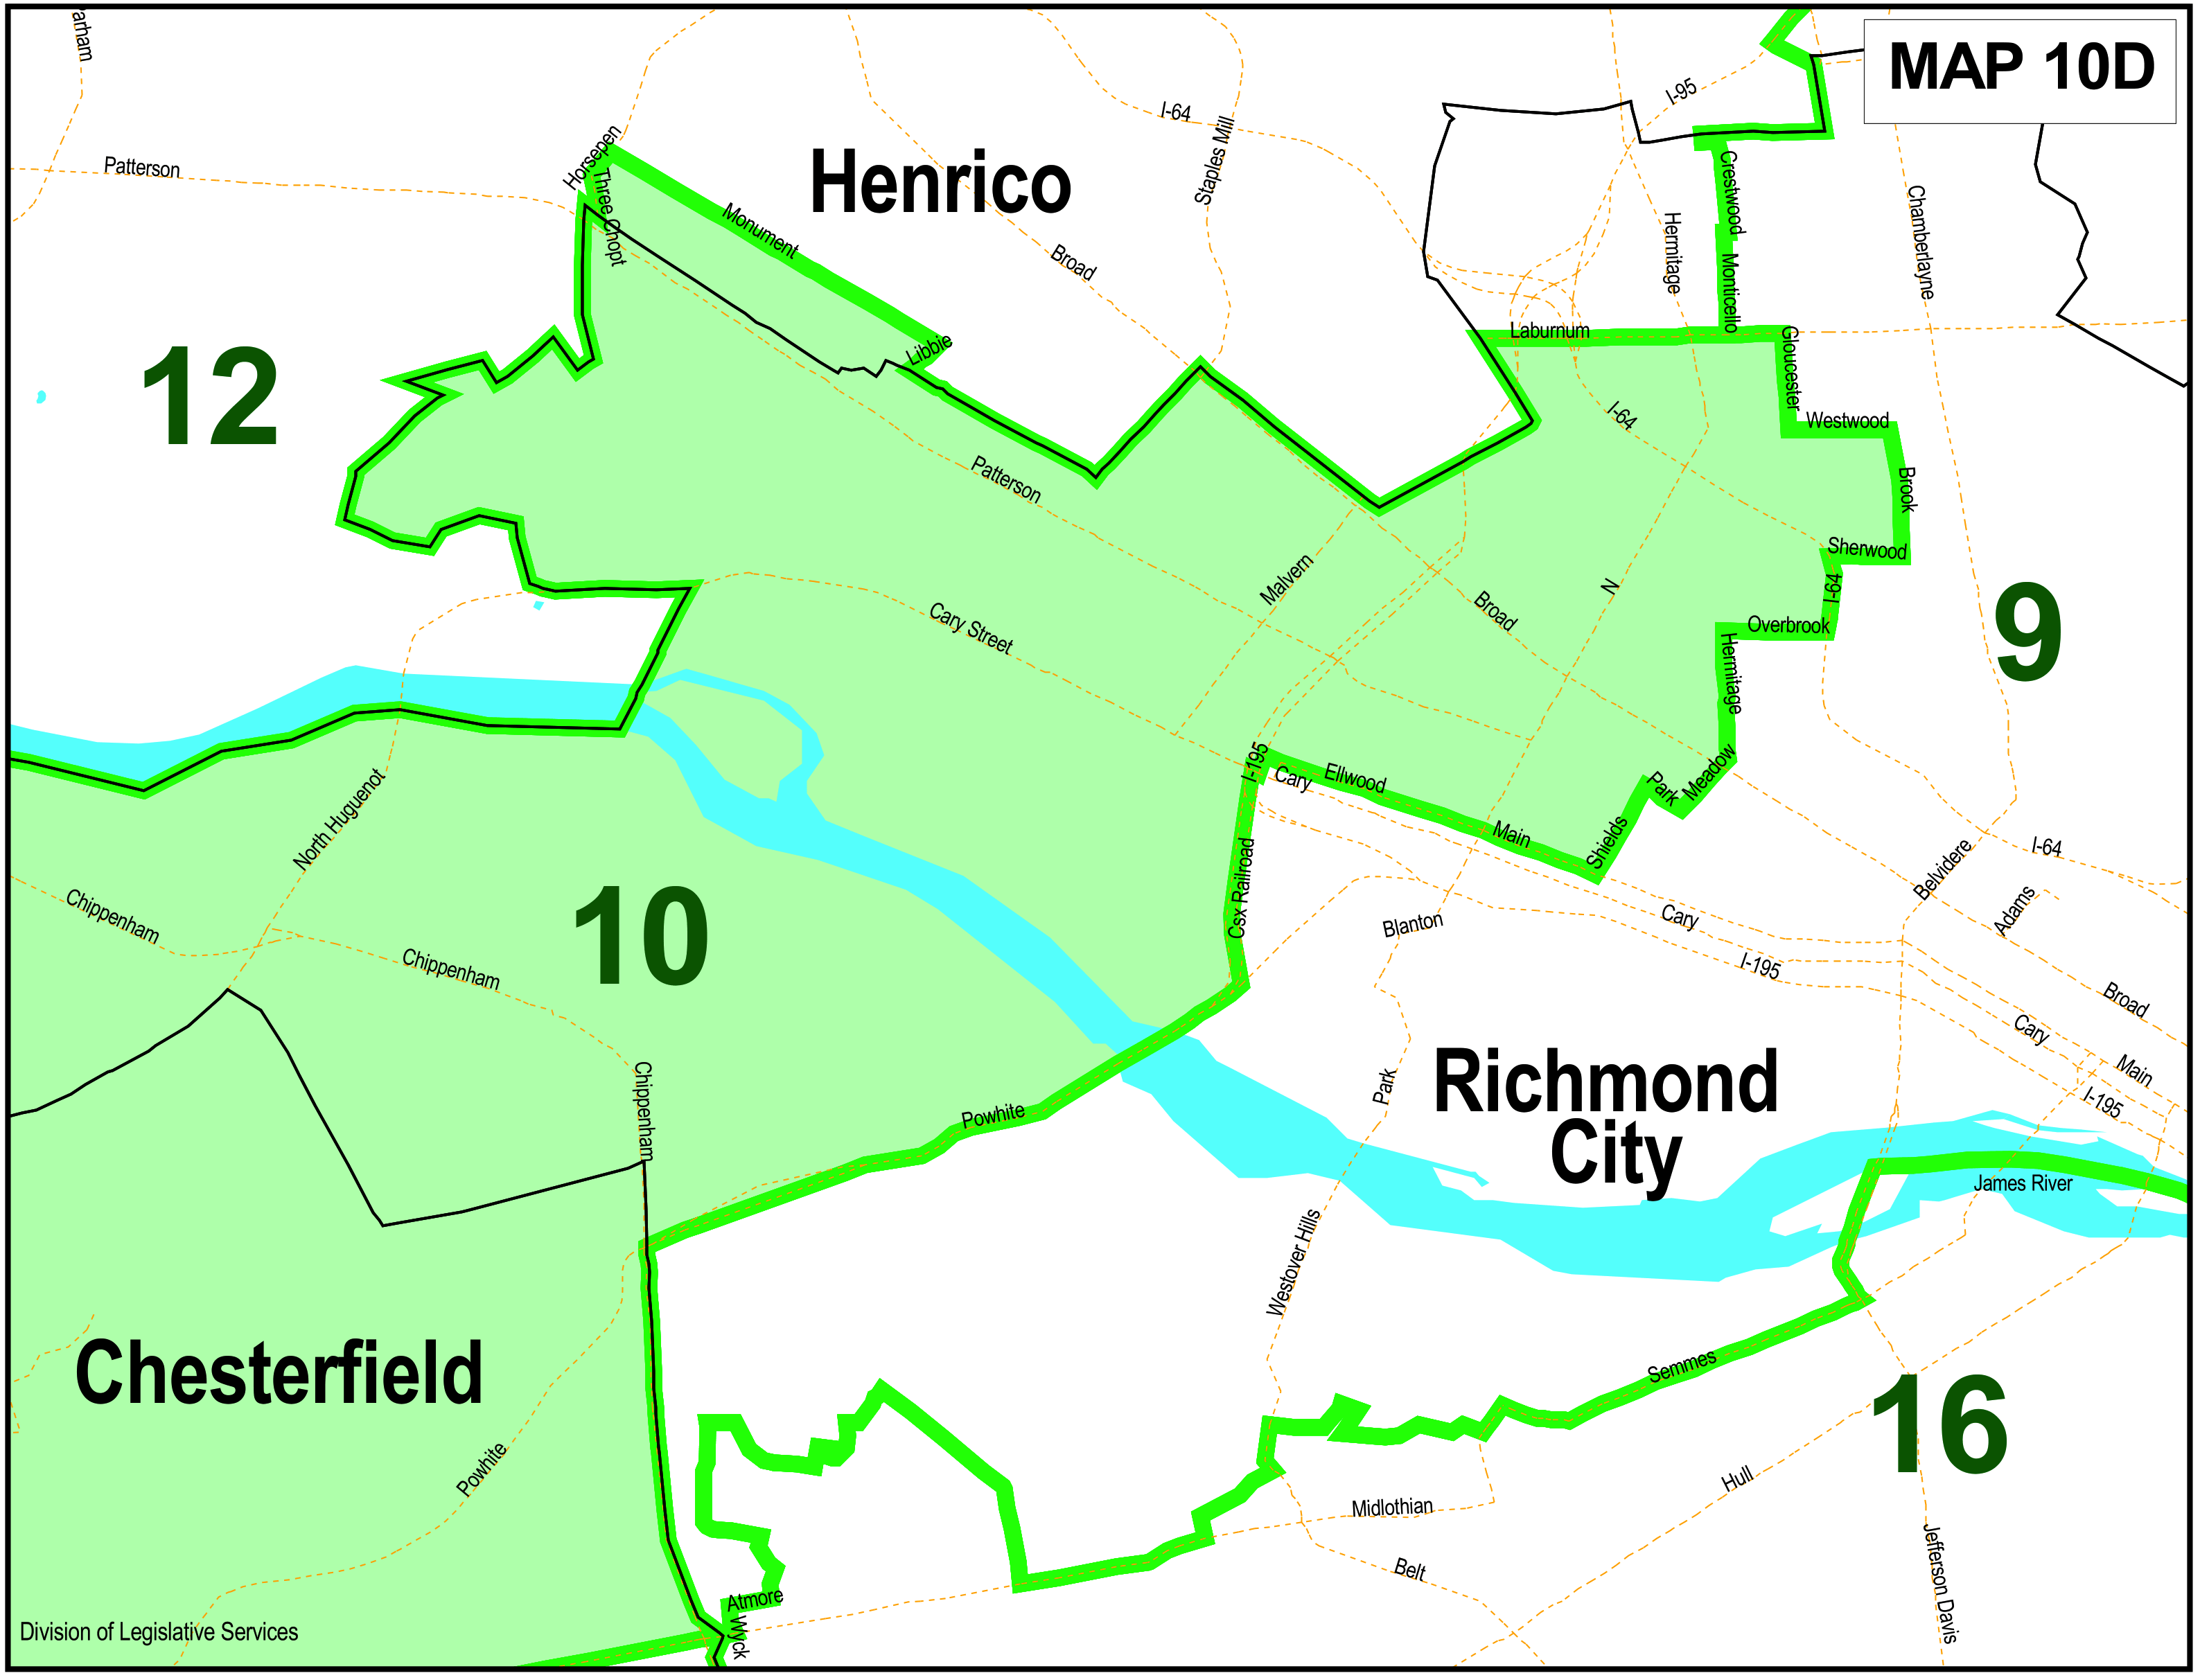 MAP 10D
Parham
I-95
I-64
Staples Mill
Horsepen
Henrico
Patterson
Three Chopt
Crestwood
Monument
Hermitage
Chamberlayne
Broad
Monticello
Laburnum
Libbie
Gloucester
12
I-64
Westwood
Patterson
Brook
Sherwood
Malvern
N
I-64
Broad
9
Cary Street
Overbrook
Hermitage
I-195
Cary
Ellwood
Park
Meadow
North Huguenot
Main
Shields
I-64
Belvidere
Csx Railroad
Chippenham
10
Blanton
Cary
Adams
Chippenham
I-195
Broad
Cary
Richmond
City
Main
I-195
Park
Chippenham
Powhite
James River
Westover Hills
Chesterfield
Semmes
16
Powhite
Hull
Midlothian
Belt
Jefferson Davis
Atmore
Wyck
Division of Legislative Services